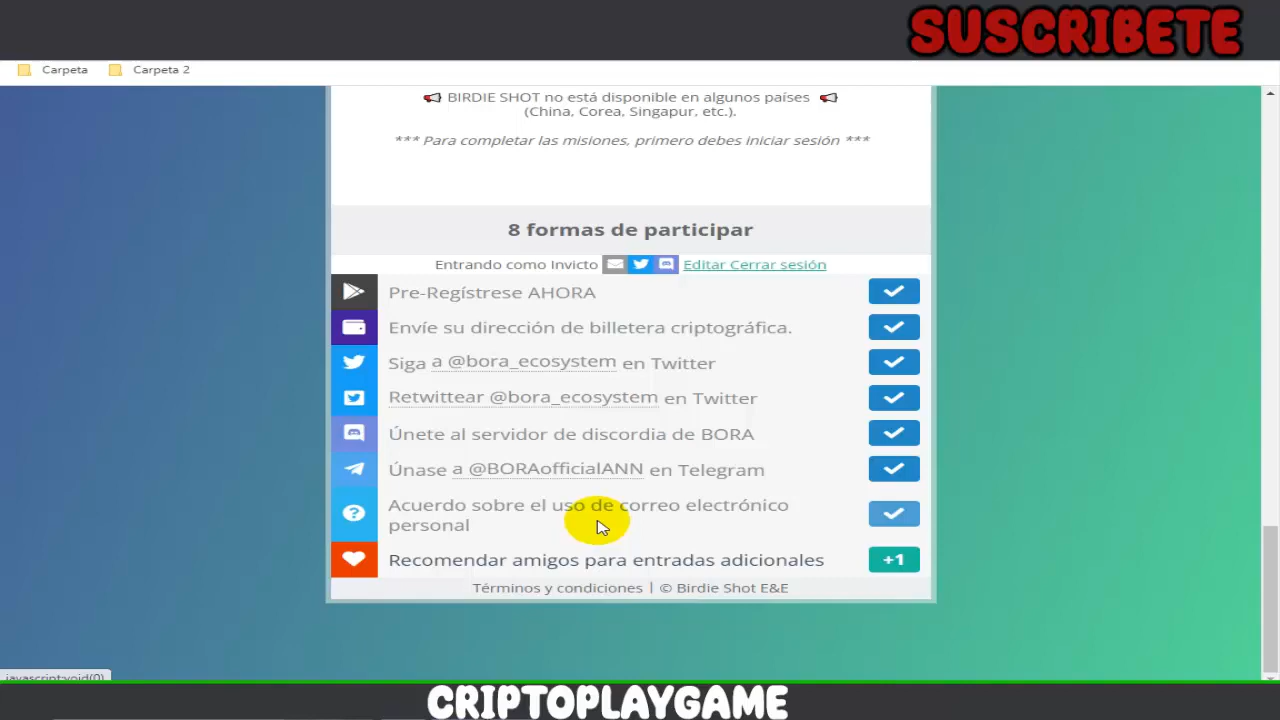 SUSCRIBETE
Carpeta Carpeta 2
BIRDIE SHOT no está disponible en algunos países
(China, Corea, Singapur, etc.).
*** Para completar las misiones, primero debes iniciar sesión ***
8 formas de participar
Entrando como Invicto Editar Cerrar sesión
Pre-Regístrese AHORA
Envíe su dirección de billetera criptográfica.
Siga a @bora_ecosystem en Twitter
Retwittear @bora_ecosystem en Twitter
Únete al servidor de discordia de BORA
Únase a @BORAofficialANN en Telegram
Acuerdo sobre el uso de correo electrónico
personal
Recomendar amigos para entradas adicionales +1
Términos y condiciones | © Birdie Shot E&E
javascript:void(0)
CRIPTOPLAYGAME